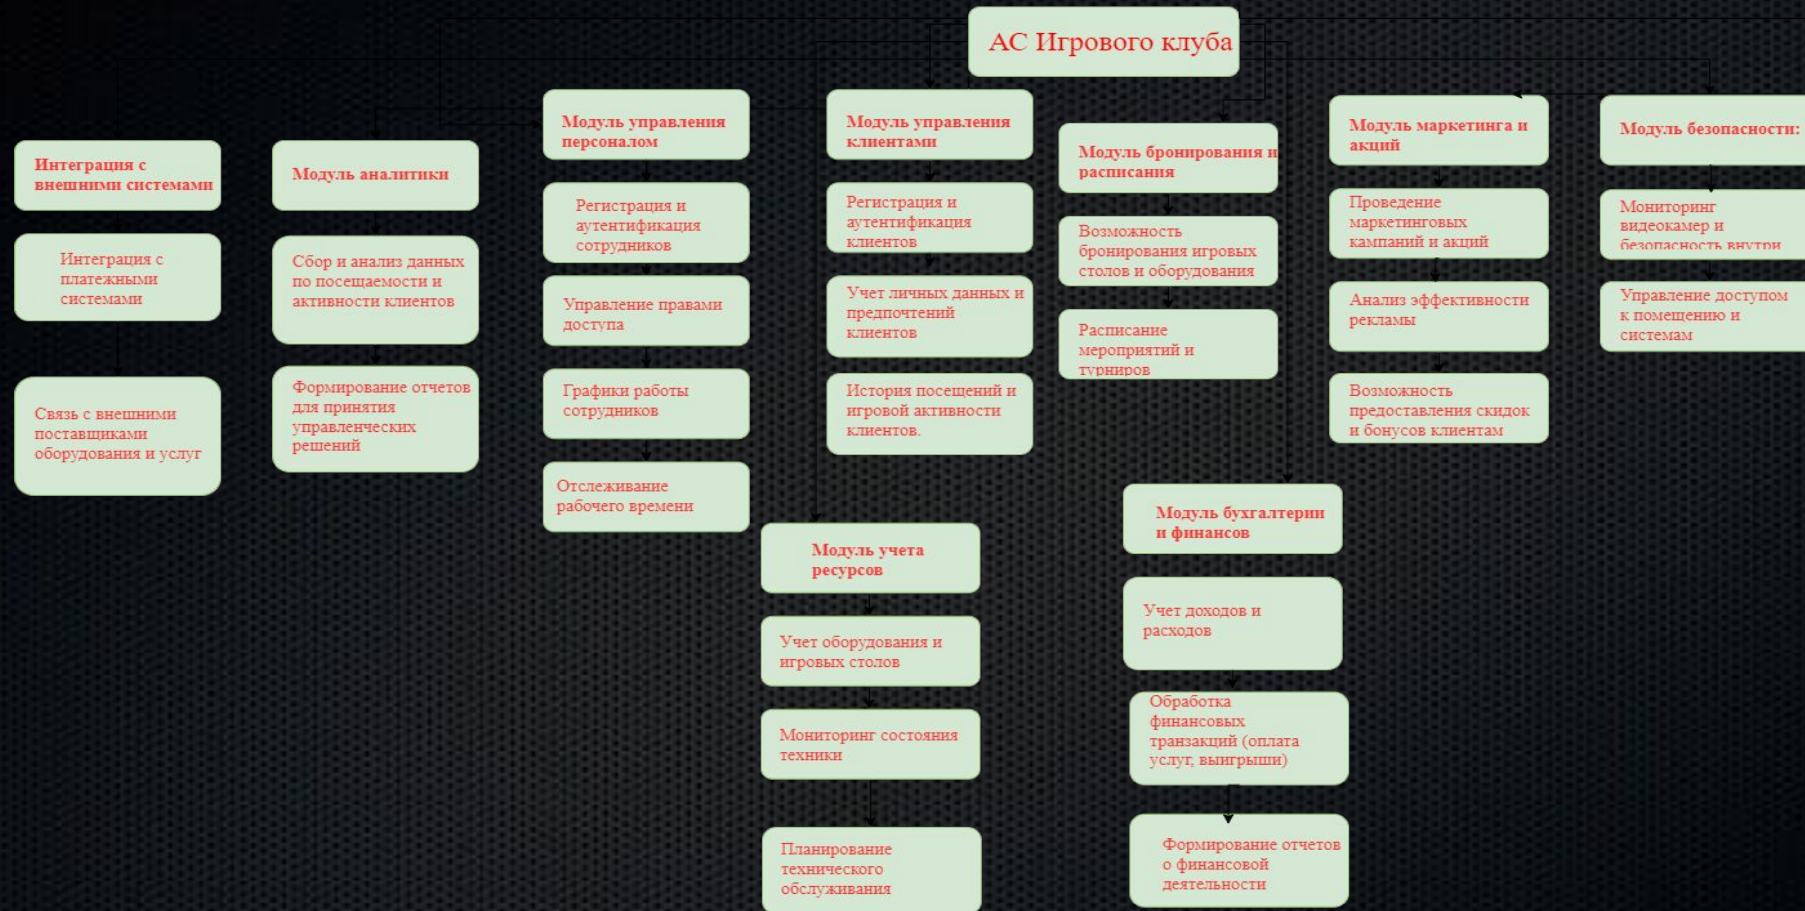 АС Игрового клуба
Интеграция с
внешними системами
Интеграция с
платежными
системами
Связь с внешними
поставщиками
оборудования и услуг
Модуль аналитики
Сбор и анализ данных
по посещаемости и
активности клиентов
Формирование отчетов
для принятия
управленческих
решений
Модуль управления
персоналом
Регистрация и
аутентификация
сотрудников
Управление правами
доступа
Графики работы
сотрудников
Отслеживание
рабочего времени
Модуль управления
клиентами
Регистрация и
аутентификация
клиентов
Учет личных данных и
предпочтений
клиентов
История посещений и
игровой активности
клиентов.
Модуль бронирования и
расписания
Возможность
бронирования игровых
столов и оборудования
Расписание
мероприятий и
турниров
Модуль маркетинга и
акций
Проведение
маркетинговых
кампаний и акций
Анализ эффективности
рекламы
Возможность
предоставления скидок
и бонусов клиентам
Модуль безопасности:
Мониторинг
видеокамер и
безопасность внутри
Управление доступом
к помещению и
системам
Модуль учета
ресурсов
Учет оборудования и
игровых столов
Мониторинг состояния
техники
Планирование
технического
обслуживания
Модуль бухгалтерии
и финансов
Учет доходов и
расходов
Обработка
финансовых
транзакций (оплата
услуг, выигрыши)
Формирование отчетов
о финансовой
деятельности